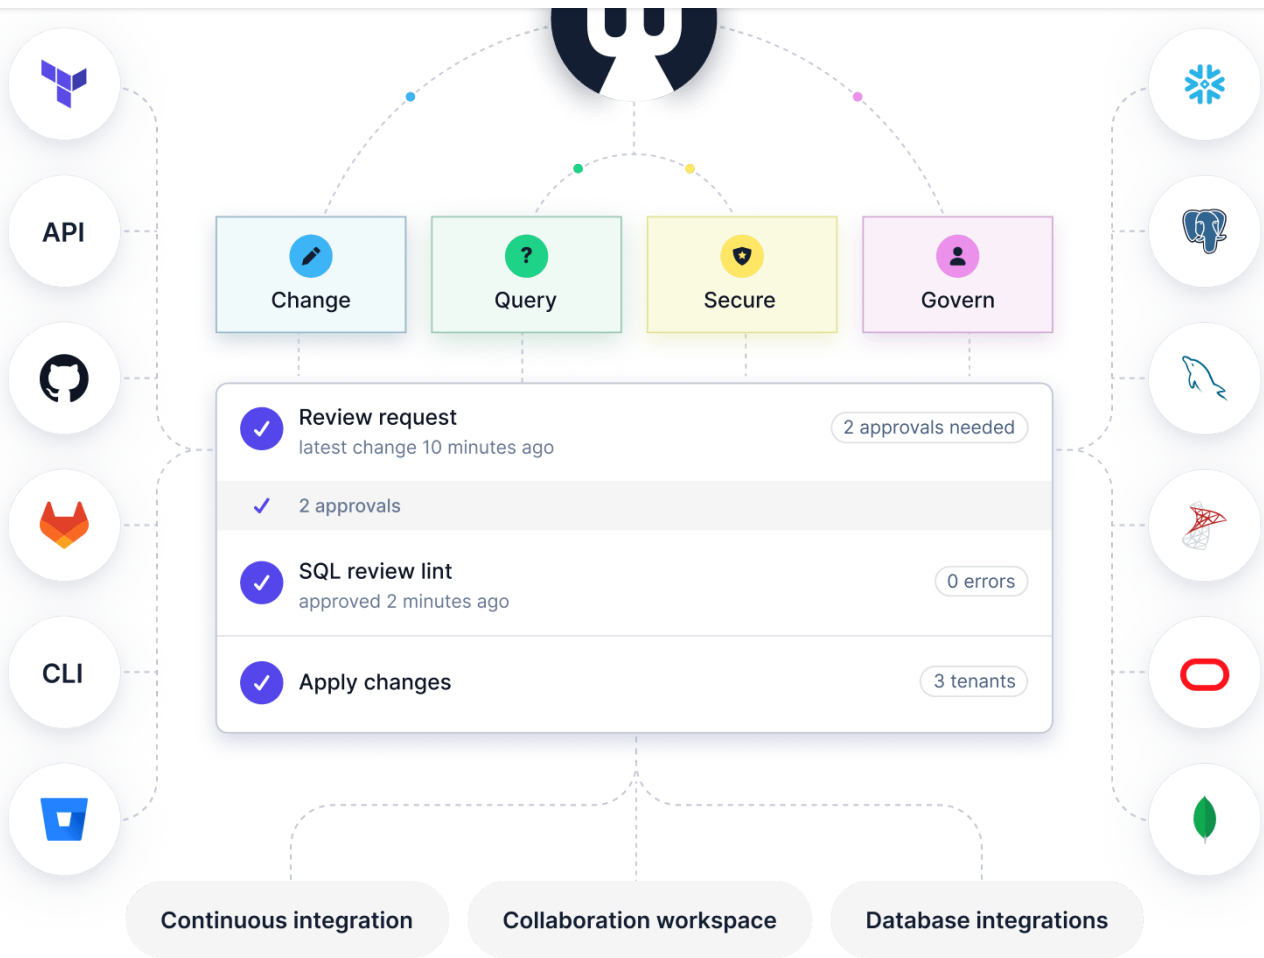 API
CLI
Change
Query
Secure
Govern
Review request
latest change 10 minutes ago
2 approvals needed
2 approvals
SQL review lint
approved 2 minutes ago
0 errors
Apply changes
3 tenants
Continuous integration
Collaboration workspace
Database integrations